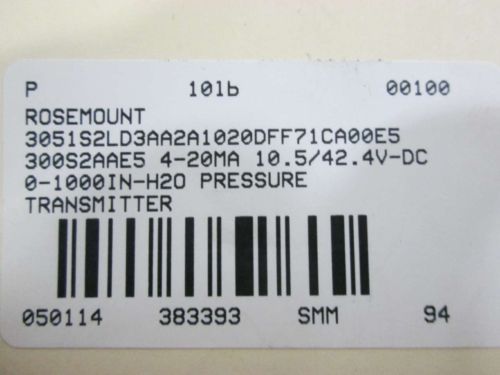 P 10lb 00100
ROSEMOUNT
3051S2LD3AA2A1020DFF71CA00E5
300S2AAE5 4-20MA 10.5/42.4V-DC
0-1000IN-H2O PRESSURE
TRANSMITTER
050114 383393 SMM 94